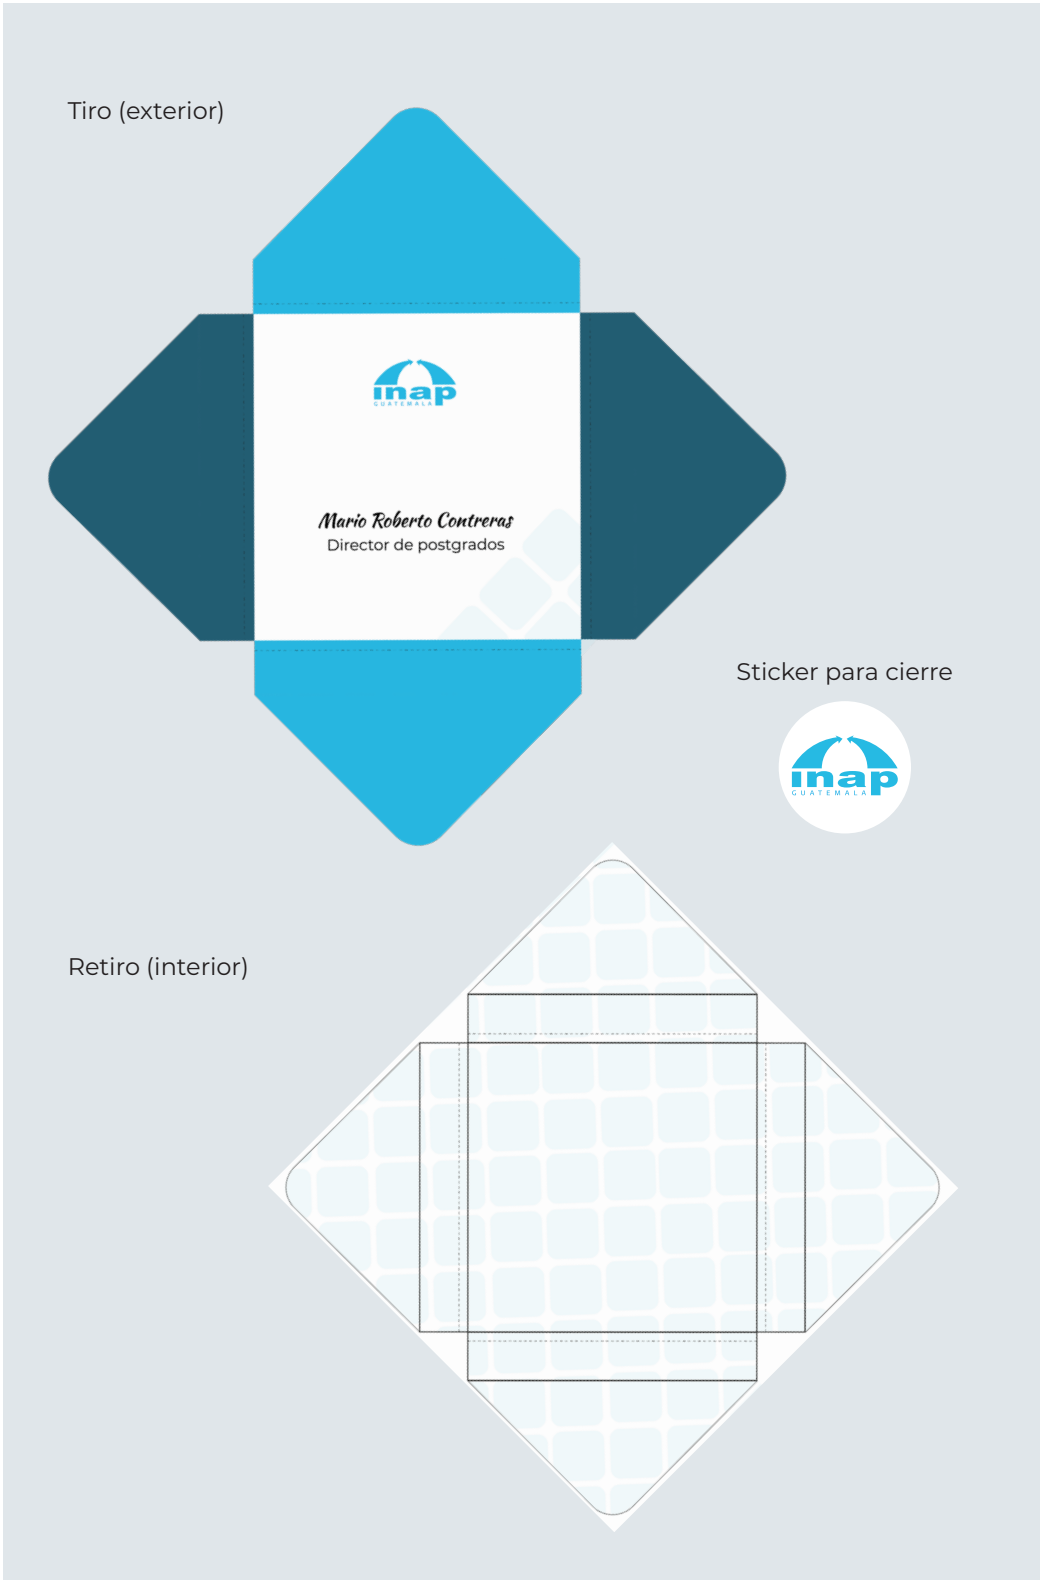 Tiro (exterior)
inap
GUATEMALA
Mario Roberto Contreras
Director de postgrados
Sticker para cierre
inap
GUATEMALA
Retiro (interior)